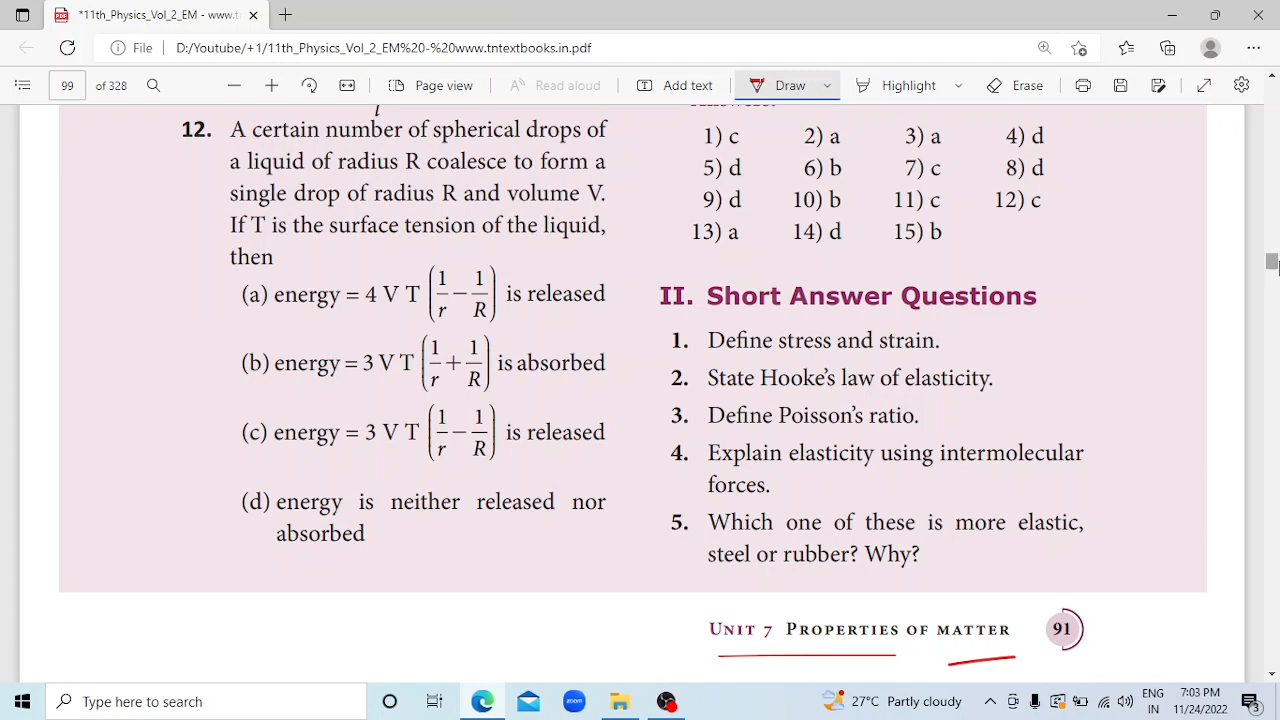 *11th_Physics_Vol_2_EM - www.t
File D:/Youtube/+1/11th_Physics_Vol_2_EM%20-%20www.tntextbooks.in.pdf
99 of 328 Page view Read aloud Add text Draw Highlight Erase
l
12. A certain number of spherical drops of
a liquid of radius R coalesce to form a
single drop of radius R and volume V.
If T is the surface tension of the liquid,
then
(a) energy = 4 V T (1/r − 1/R) is released
(b) energy = 3 V T (1/r + 1/R) is absorbed
(c) energy = 3 V T (1/r − 1/R) is released
(d) energy is neither released nor
absorbed
1) c 2) a 3) a 4) d
5) d 6) b 7) c 8) d
9) d 10) b 11) c 12) c
13) a 14) d 15) b
II. Short Answer Questions
1. Define stress and strain.
2. State Hooke’s law of elasticity.
3. Define Poisson’s ratio.
4. Explain elasticity using intermolecular
forces.
5. Which one of these is more elastic,
steel or rubber? Why?
UNIT 7 PROPERTIES OF MATTER 91
Type here to search
27°C Partly cloudy
ENG
IN
7:03 PM
11/24/2022
3